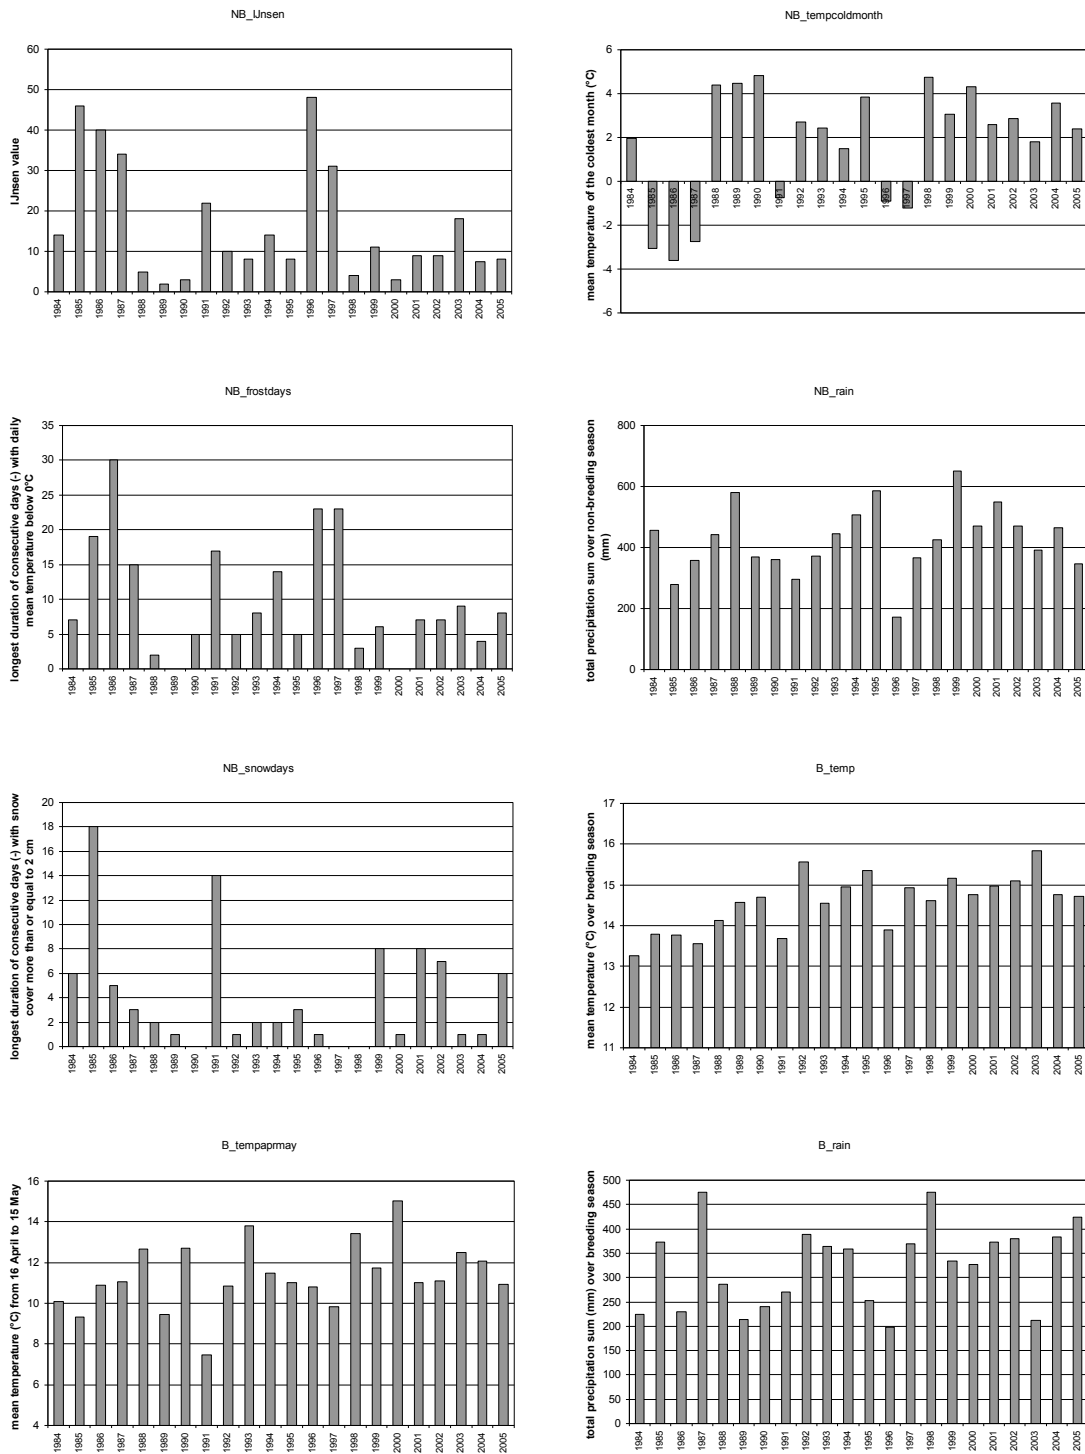 NB_IJnsen
IJnsen value
60
50
40
30
20
10
0
1984 1985 1986 1987 1988 1989 1990 1991 1992 1993 1994 1995 1996 1997 1998 1999 2000 2001 2002 2003 2004 2005
NB_tempcoldmonth
mean temperature of the coldest month (°C)
6
4
2
0
-2
-4
-6
1984 1985 1986 1987 1988 1989 1990 1991 1992 1993 1994 1995 1996 1997 1998 1999 2000 2001 2002 2003 2004 2005
NB_frostdays
longest duration of consecutive days (-) with daily
mean temperature below 0°C
35
30
25
20
15
10
5
0
1984 1985 1986 1987 1988 1989 1990 1991 1992 1993 1994 1995 1996 1997 1998 1999 2000 2001 2002 2003 2004 2005
NB_rain
total precipitation sum over non-breeding season
(mm)
800
600
400
200
0
1984 1985 1986 1987 1988 1989 1990 1991 1992 1993 1994 1995 1996 1997 1998 1999 2000 2001 2002 2003 2004 2005
NB_snowdays
longest duration of consecutive days (-) with snow
cover more than or equal to 2 cm
20
18
16
14
12
10
8
6
4
2
0
1984 1985 1986 1987 1988 1989 1990 1991 1992 1993 1994 1995 1996 1997 1998 1999 2000 2001 2002 2003 2004 2005
B_temp
mean temperature (°C) over breeding season
17
16
15
14
13
12
11
1984 1985 1986 1987 1988 1989 1990 1991 1992 1993 1994 1995 1996 1997 1998 1999 2000 2001 2002 2003 2004 2005
B_tempaprmay
mean temperature (°C) from 16 April to 15 May
16
14
12
10
8
6
4
1984 1985 1986 1987 1988 1989 1990 1991 1992 1993 1994 1995 1996 1997 1998 1999 2000 2001 2002 2003 2004 2005
B_rain
total precipitation sum (mm) over breeding season
500
450
400
350
300
250
200
150
100
50
0
1984 1985 1986 1987 1988 1989 1990 1991 1992 1993 1994 1995 1996 1997 1998 1999 2000 2001 2002 2003 2004 2005